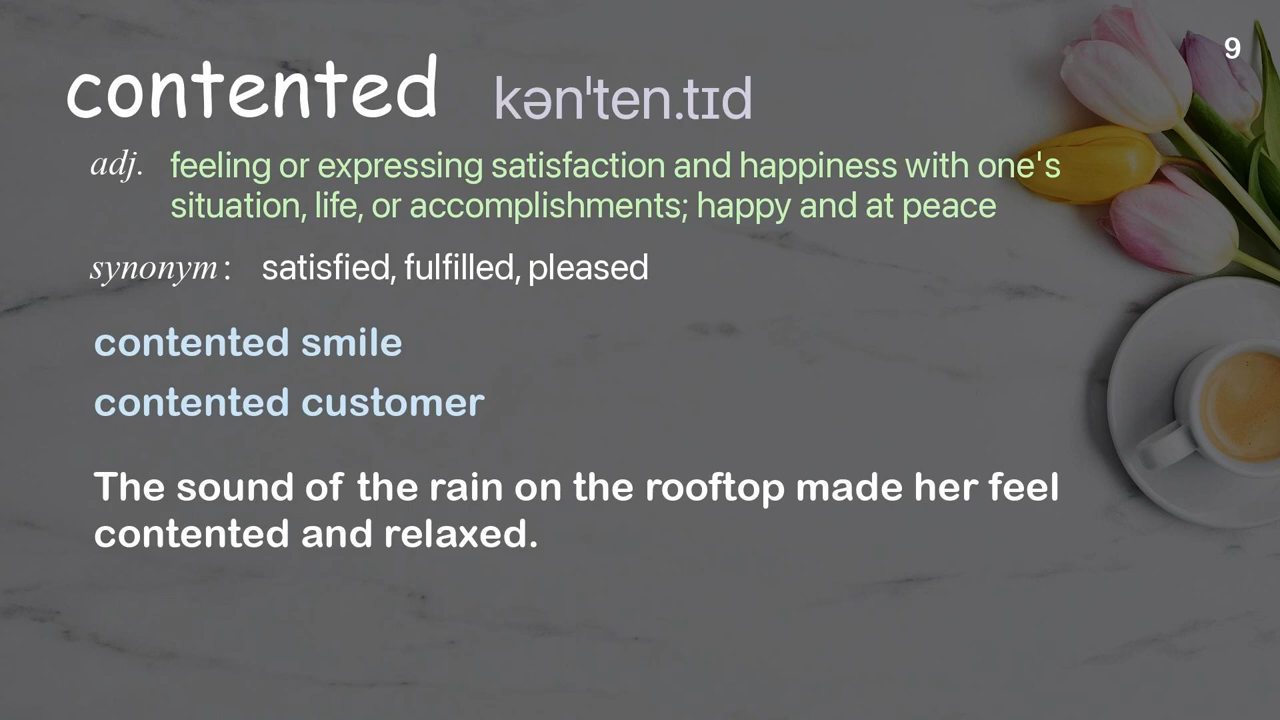 9
contented kənˈten.tɪd
adj. feeling or expressing satisfaction and happiness with one's
situation, life, or accomplishments; happy and at peace
synonym: satisfied, fulfilled, pleased
contented smile
contented customer
The sound of the rain on the rooftop made her feel
contented and relaxed.